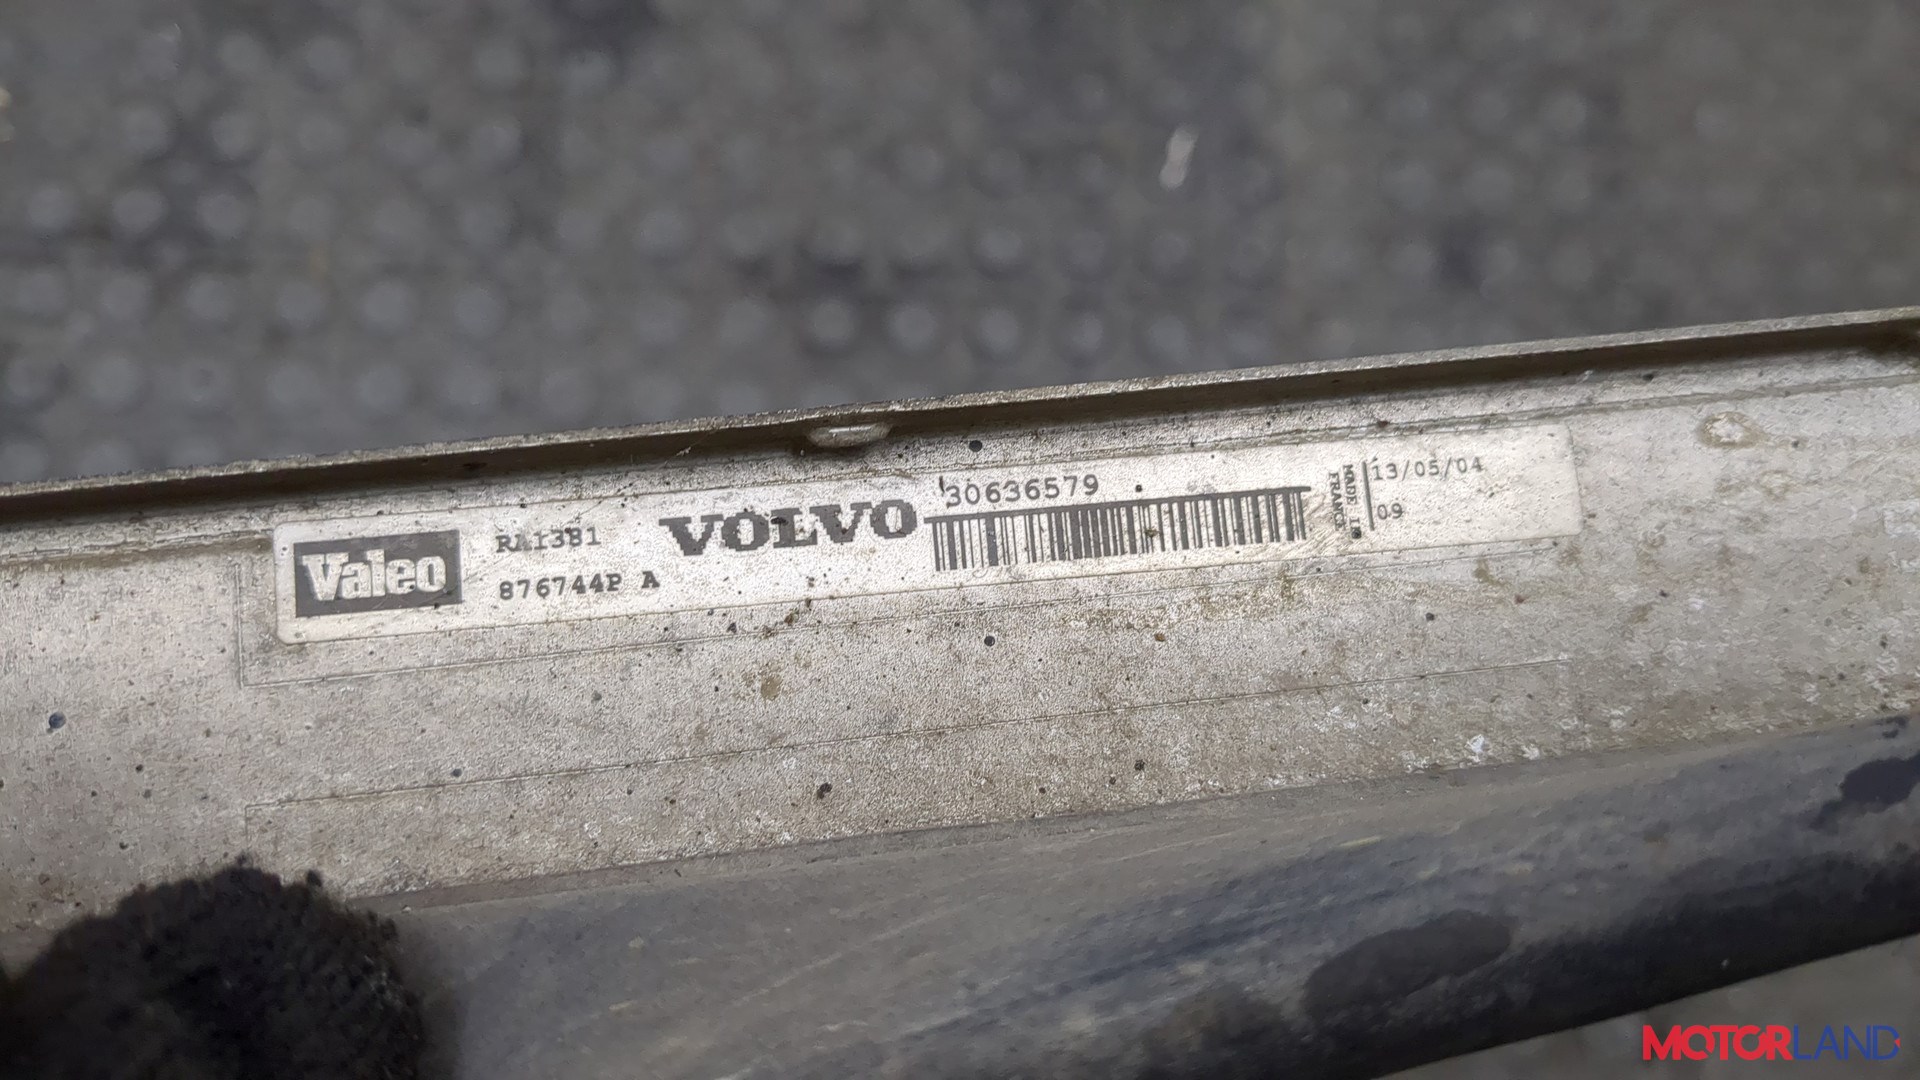 Valeo
RA1381
876744P A
VOLVO
30636579
MADE IN
FRANCE
13/05/04
09
MOTORLAND